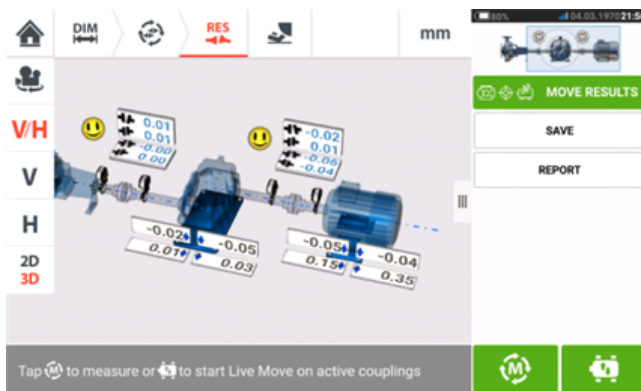 DIM
RES
mm
80%
04.03.1970 21:5
MOVE RESULTS
SAVE
REPORT
V/H
V
H
2D
3D
0.01
0.01
-0.00
0.00
-0.02
0.01
-0.06
-0.04
-0.02
-0.05
0.01
0.03
-0.05
-0.04
0.15
0.35
Tap M to measure or to start Live Move on active couplings
M